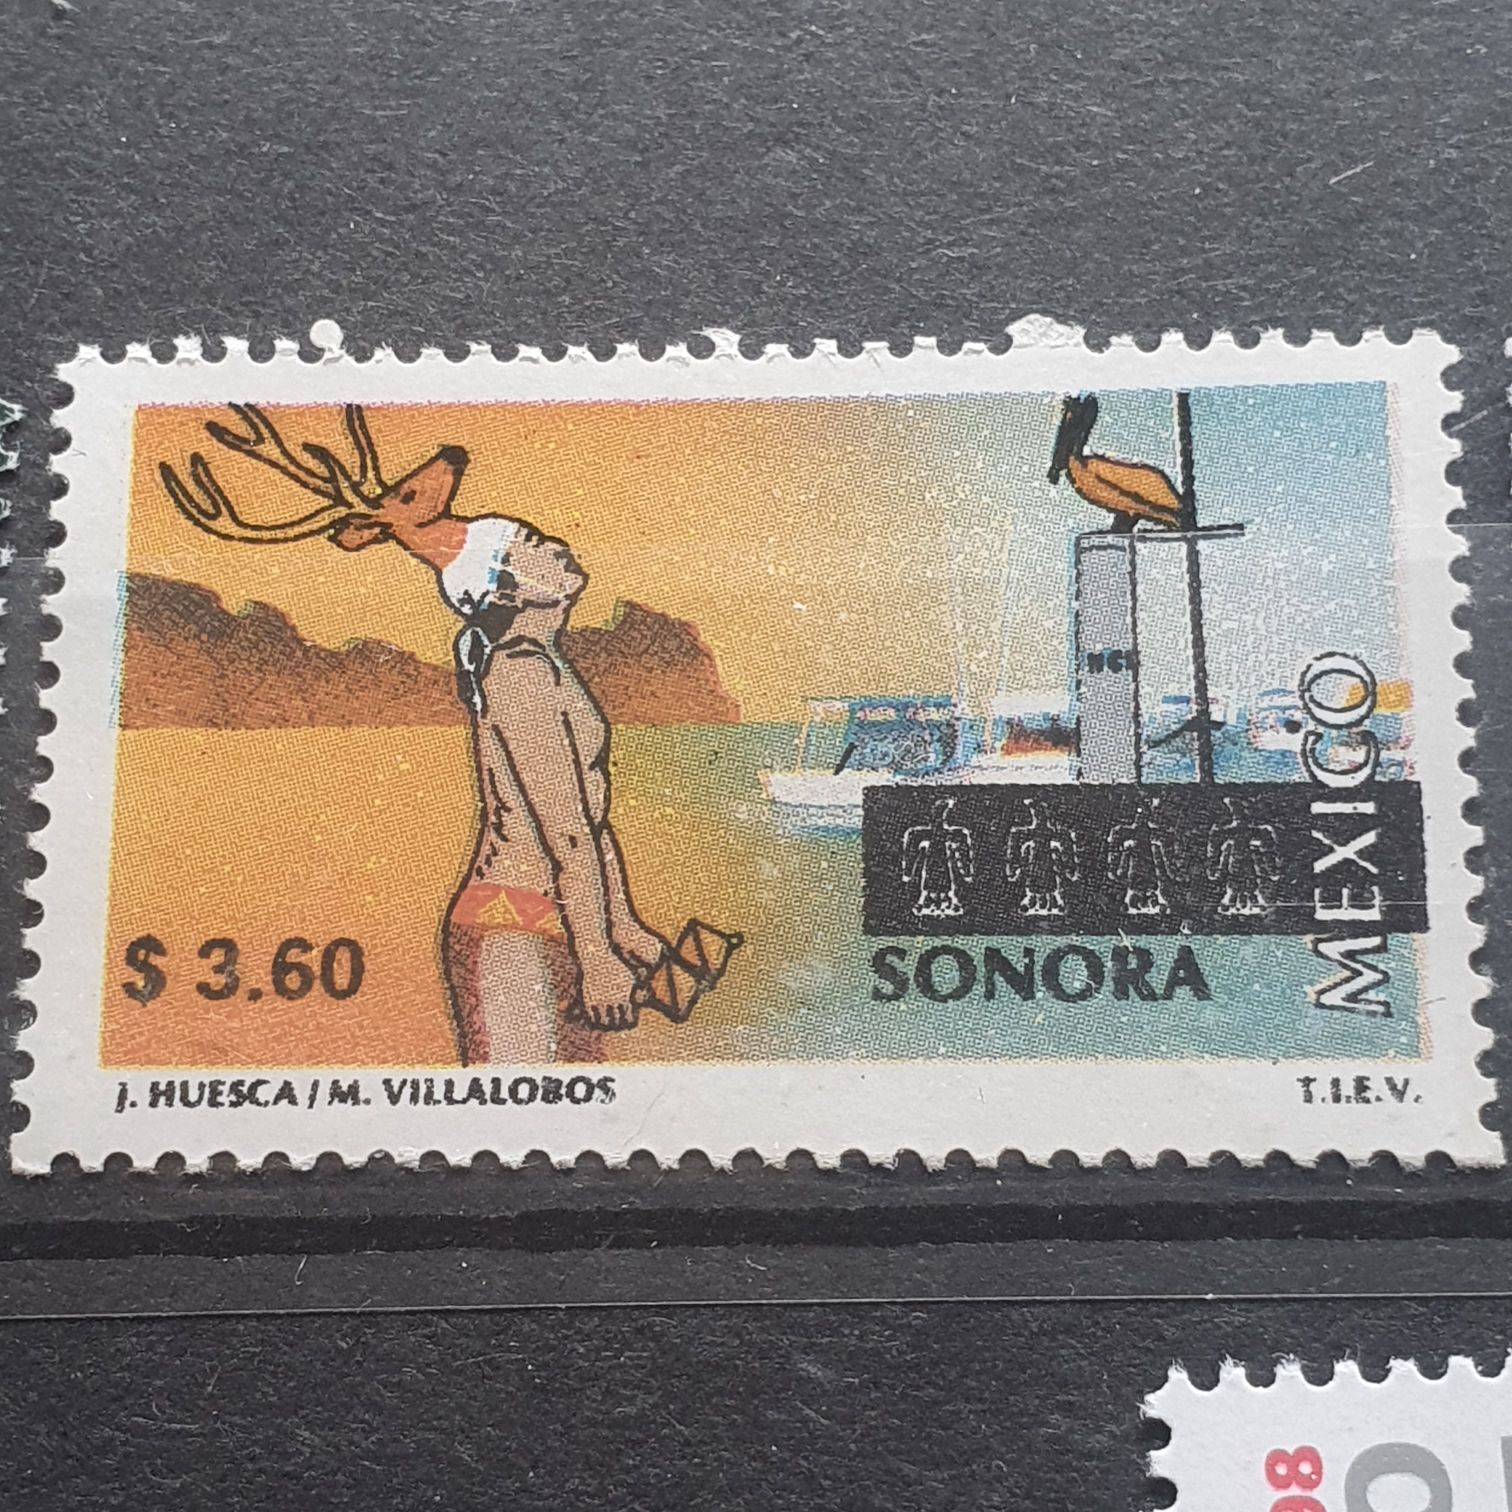 $ 3.60
SONORA
MEXICO
J. HUESCA / M. VILLALOBOS
T.I.E.V.